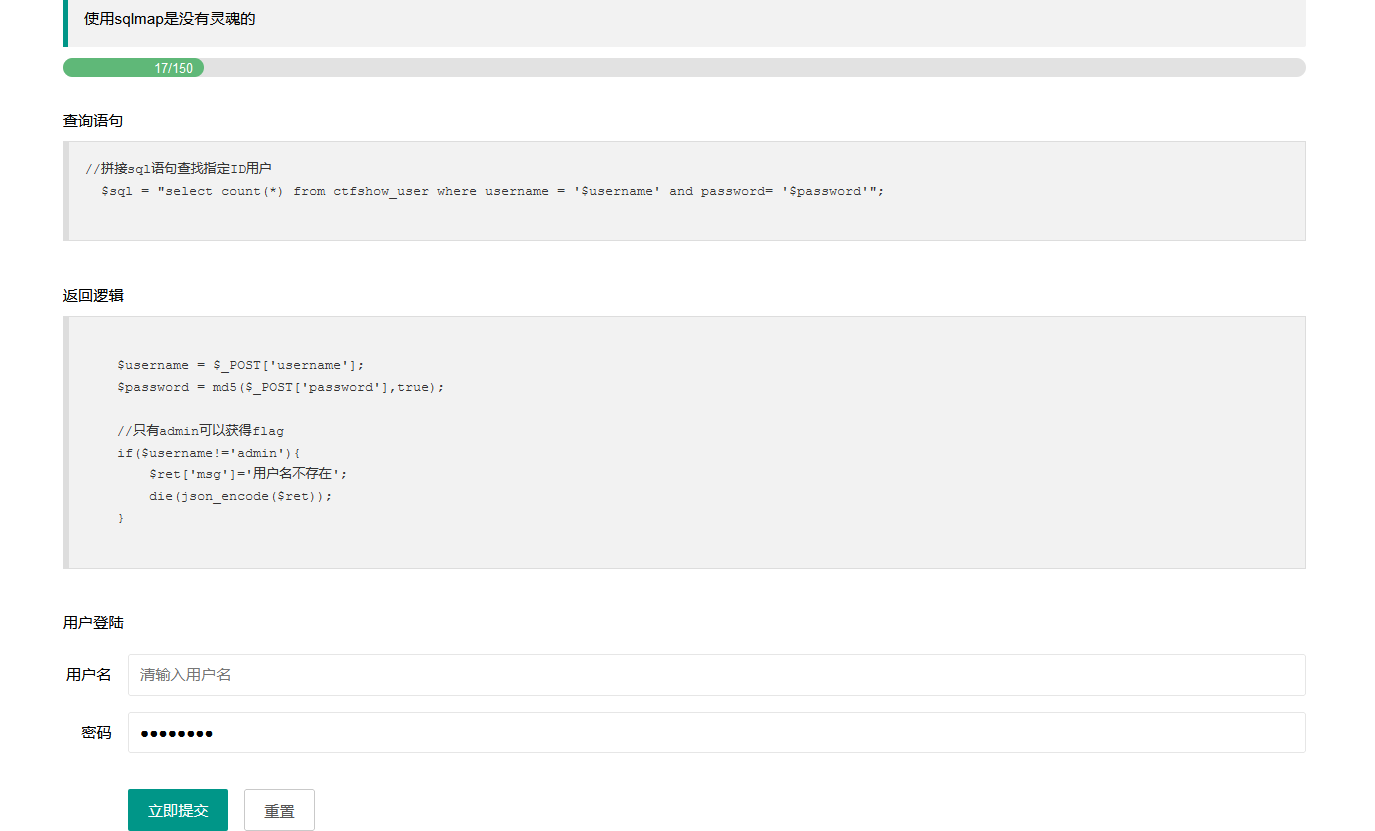 使用sqlmap是没有灵魂的
17/150
查询语句
//拼接sql语句查找指定ID用户
$sql = "select count(*) from ctfshow_user where username = '$username' and password= '$password'";
返回逻辑
$username = $_POST['username'];
$password = md5($_POST['password'],true);
//只有admin可以获得flag
if($username!='admin'){
$ret['msg']='用户名不存在';
die(json_encode($ret));
}
用户登陆
用户名 请输入用户名
密码 ••••••••
立即提交 重置